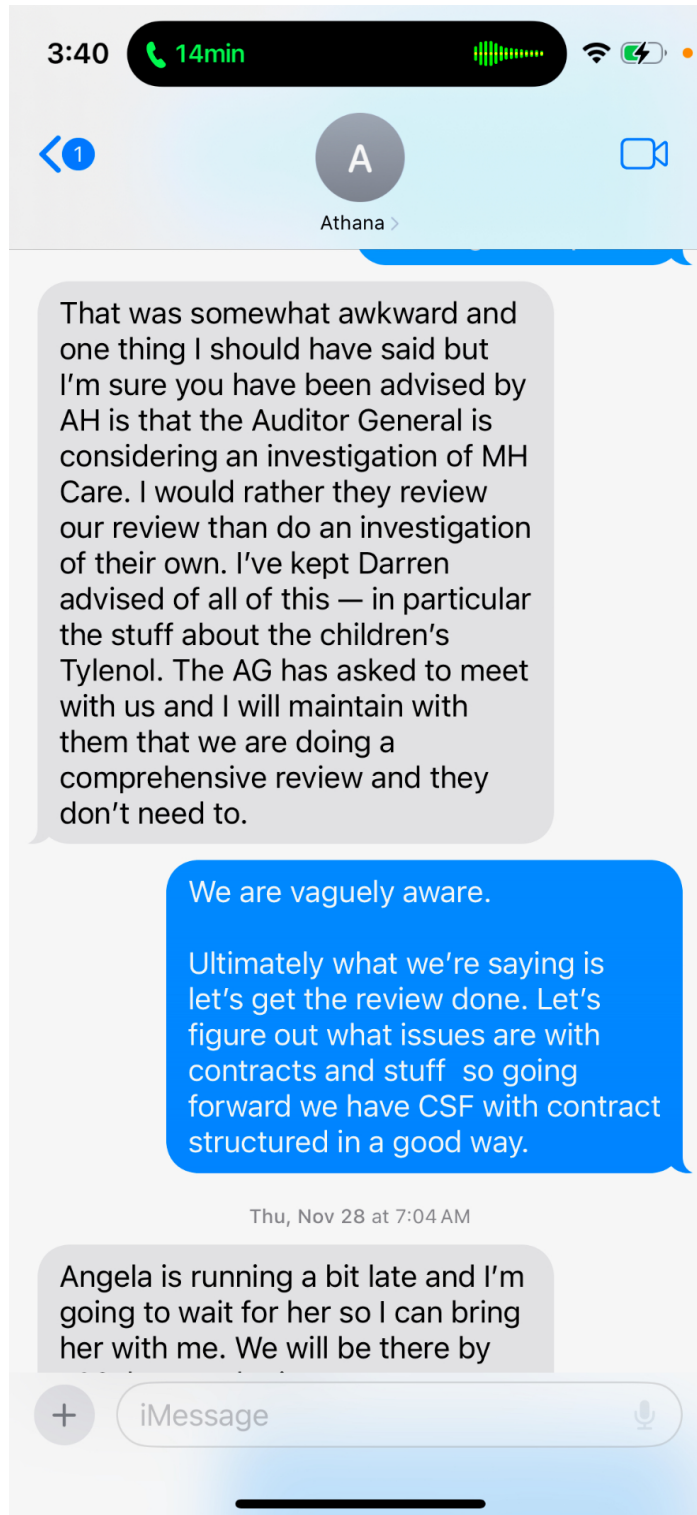 3:40
14min
1
A
Athana
That was somewhat awkward and
one thing I should have said but
I'm sure you have been advised by
AH is that the Auditor General is
considering an investigation of MH
Care. I would rather they review
our review than do an investigation
of their own. I've kept Darren
advised of all of this — in particular
the stuff about the children's
Tylenol. The AG has asked to meet
with us and I will maintain with
them that we are doing a
comprehensive review and they
don't need to.
We are vaguely aware.
Ultimately what we're saying is
let's get the review done. Let's
figure out what issues are with
contracts and stuff  so going
forward we have CSF with contract
structured in a good way.
Thu, Nov 28 at 7:04 AM
Angela is running a bit late and I'm
going to wait for her so I can bring
her with me. We will be there by
iMessage